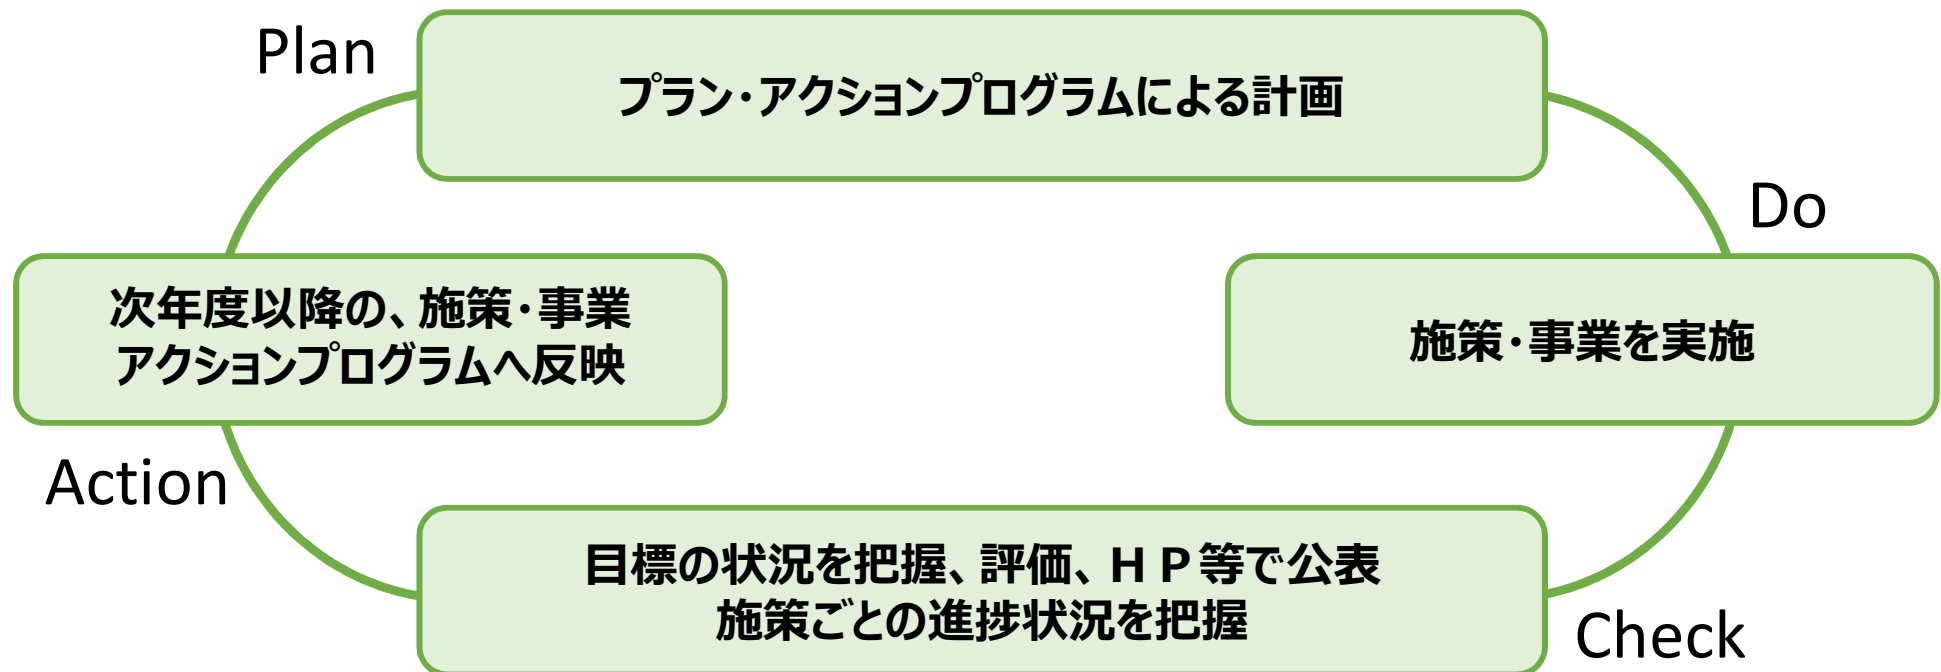 Plan
プラン・アクションプログラムによる計画
Do
施策・事業を実施
次年度以降の、施策・事業
アクションプログラムへ反映
Action
目標の状況を把握、評価、ＨＰ等で公表
施策ごとの進捗状況を把握
Check